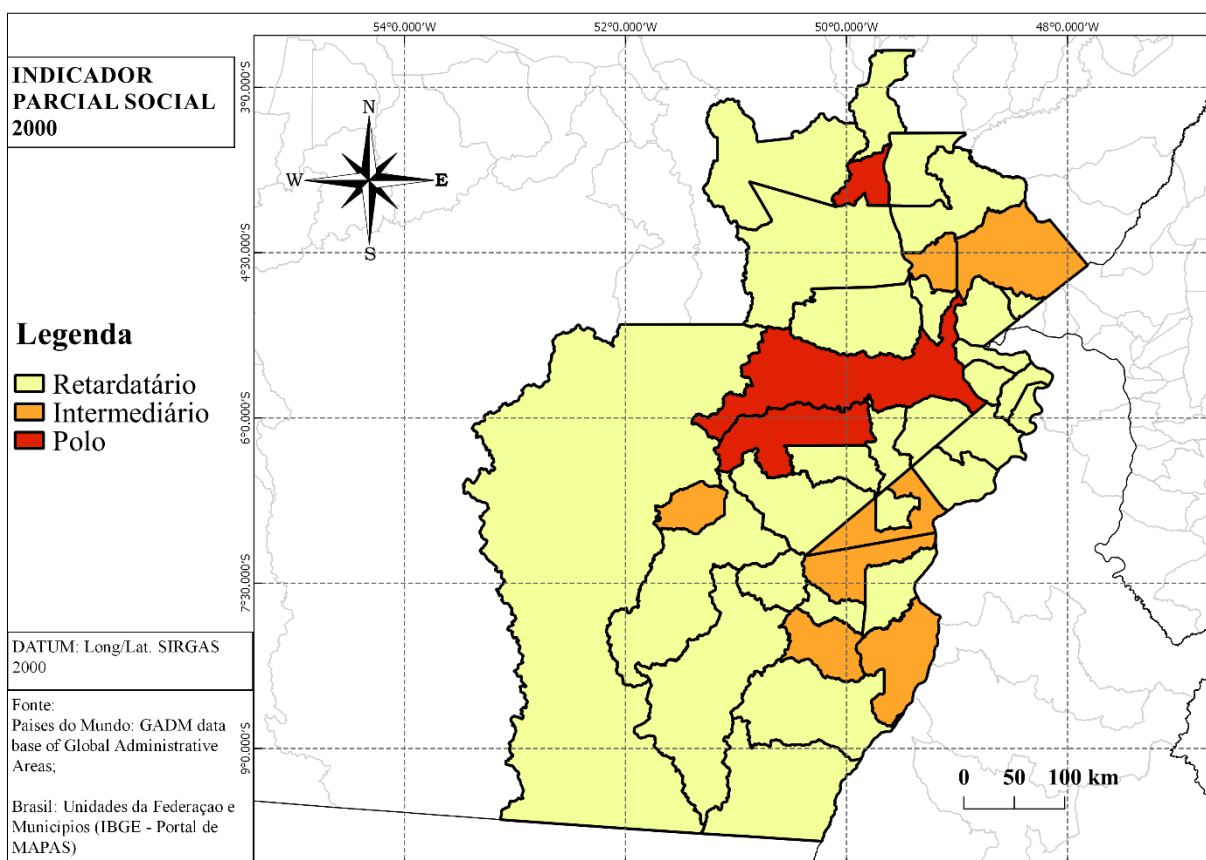 54°0.000'W 52°0.000'W 50°0.000'W 48°0.000'W
INDICADOR
PARCIAL SOCIAL
2000
3°0.000'S
N
W
E
S
4°30.000'S
Legenda
Retardatário
Intermediário
Polo
6°0.000'S
7°30.000'S
DATUM: Long/Lat. SIRGAS
2000
Fonte:
Paises do Mundo: GADM data
base of Global Administrative
Areas;
9°0.000'S
0 50 100 km
Brasil: Unidades da Federaçao e
Municípios (IBGE - Portal de
MAPAS)